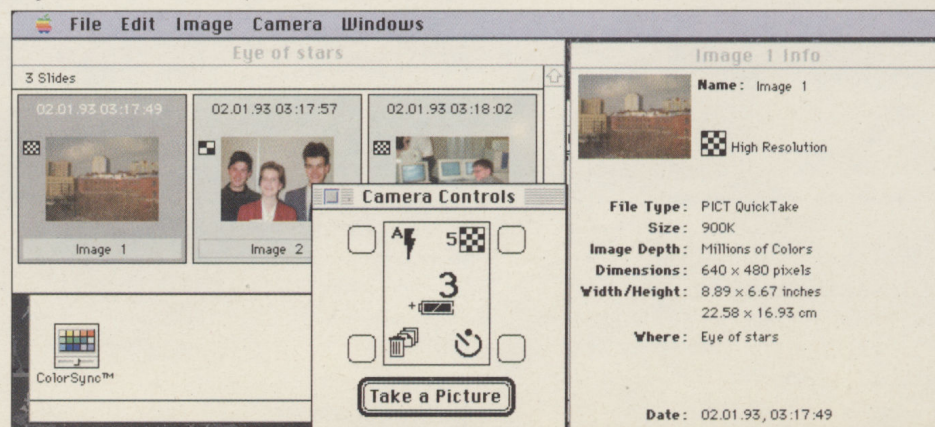 File Edit Image Camera Windows
Eye of stars
3 Slides
02.01.93 03:17:49
02.01.93 03:17:57
02.01.93 03:18:02
Image 1
Image 2
Camera Controls
A
5
3
+
Take a Picture
ColorSync™
Image 1 Info
Name: Image 1
High Resolution
File Type: PICT QuickTake
Size: 900K
Image Depth: Millions of Colors
Dimensions: 640 × 480 pixels
Width/Height: 8.89 × 6.67 inches
22.58 × 16.93 cm
Where: Eye of stars
Date: 02.01.93, 03:17:49